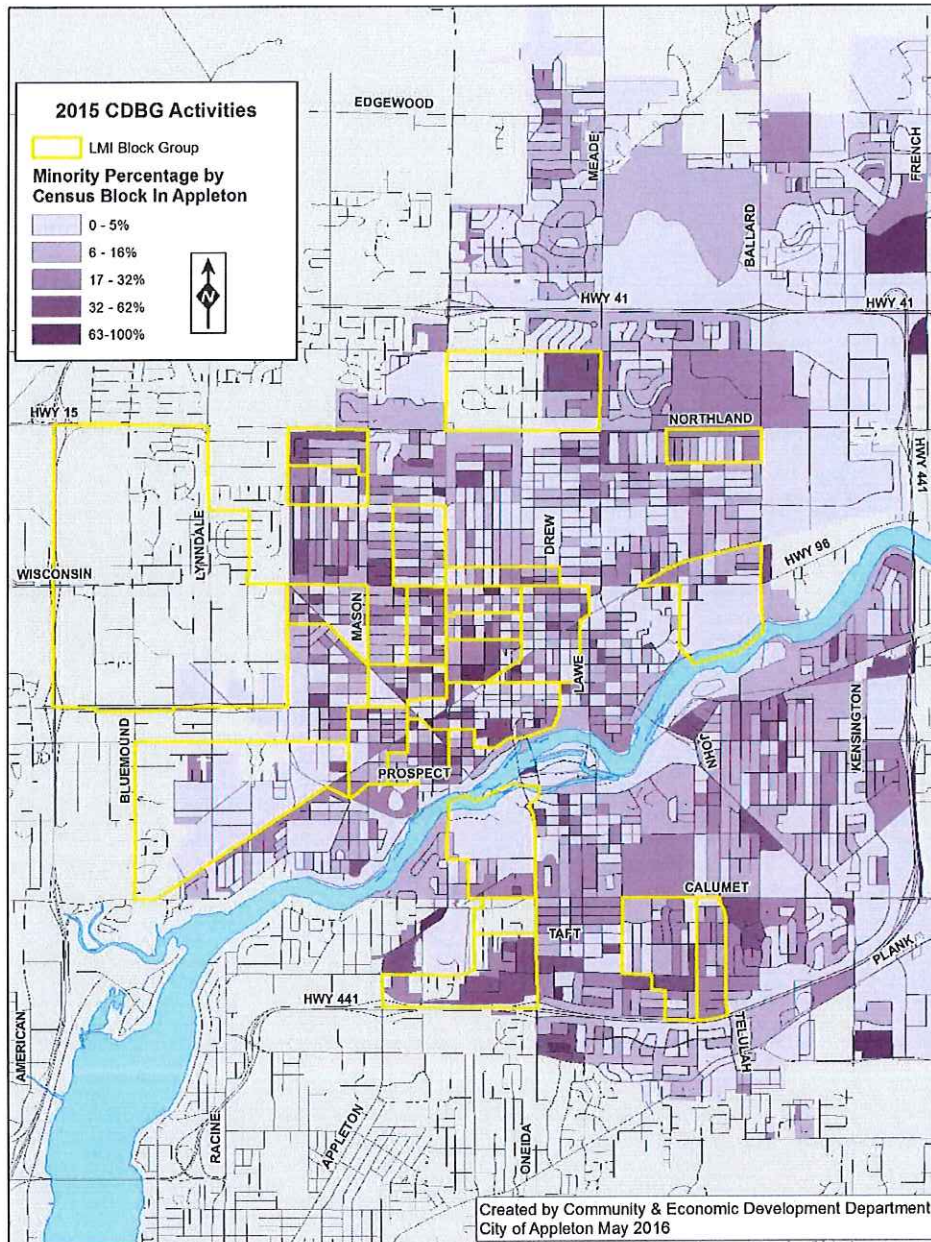 2015 CDBG Activities
LMI Block Group
Minority Percentage by
Census Block In Appleton
0 - 5%
6 - 16%
17 - 32%
32 - 62%
63-100%
N
EDGEWOOD
MEADE
FRENCH
BALLARD
HWY 41
HWY 41
HWY 15
NORTHLAND
HWY 441
LYNNDALE
DREW
HWY 96
WISCONSIN
MASON
LAWE
KENSINGTON
BLUEMOUND
JOHN
PROSPECT
CALUMET
TAFT
PLANK
HWY 441
AMERICAN
TELULAH
RACINE
APPLETON
ONEIDA
Created by Community & Economic Development Department
City of Appleton May 2016